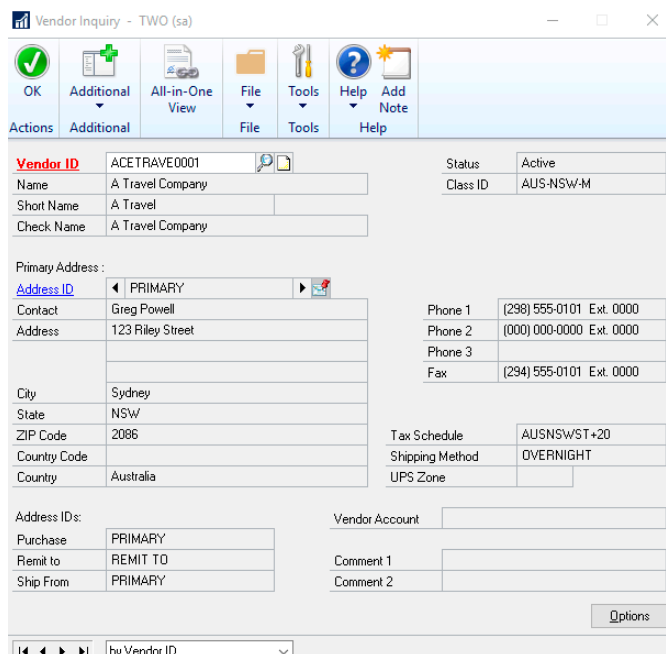 Vendor Inquiry - TWO (sa)
OK Additional All-in-One View File Tools Help Add Note
Actions Additional File Tools Help
Vendor ID ACETRAVE0001 Status Active
Name A Travel Company Class ID AUS-NSW-M
Short Name A Travel
Check Name A Travel Company
Primary Address :
Address ID PRIMARY
Contact Greg Powell Phone 1 (298) 555-0101 Ext. 0000
Address 123 Riley Street Phone 2 (000) 000-0000 Ext. 0000
Phone 3
Fax (294) 555-0101 Ext. 0000
City Sydney
State NSW
ZIP Code 2086 Tax Schedule AUSNSWST+20
Country Code Shipping Method OVERNIGHT
Country Australia UPS Zone
Address IDs: Vendor Account
Purchase PRIMARY
Remit to REMIT TO Comment 1
Ship From PRIMARY Comment 2
Options
by Vendor ID